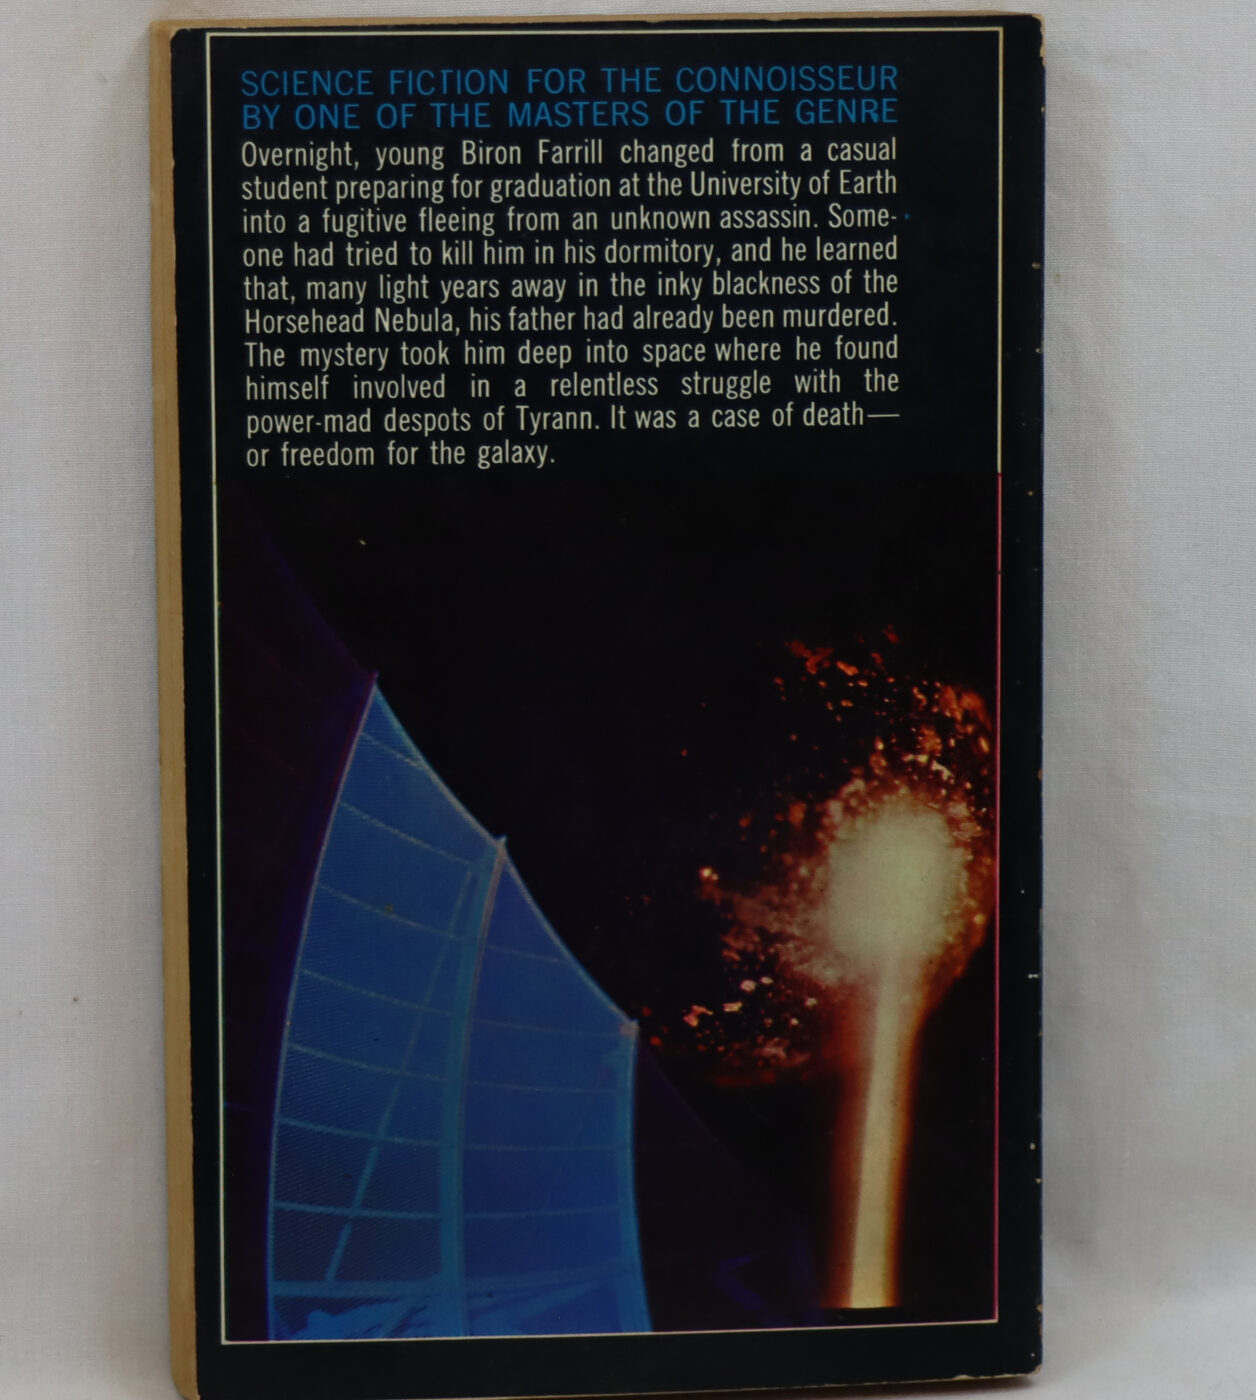 SCIENCE FICTION FOR THE CONNOISSEUR
BY ONE OF THE MASTERS OF THE GENRE
Overnight, young Biron Farrill changed from a casual
student preparing for graduation at the University of Earth
into a fugitive fleeing from an unknown assassin. Some-
one had tried to kill him in his dormitory, and he learned
that, many light years away in the inky blackness of the
Horsehead Nebula, his father had already been murdered.
The mystery took him deep into space where he found
himself involved in a relentless struggle with the
power-mad despots of Tyrann. It was a case of death—
or freedom for the galaxy.